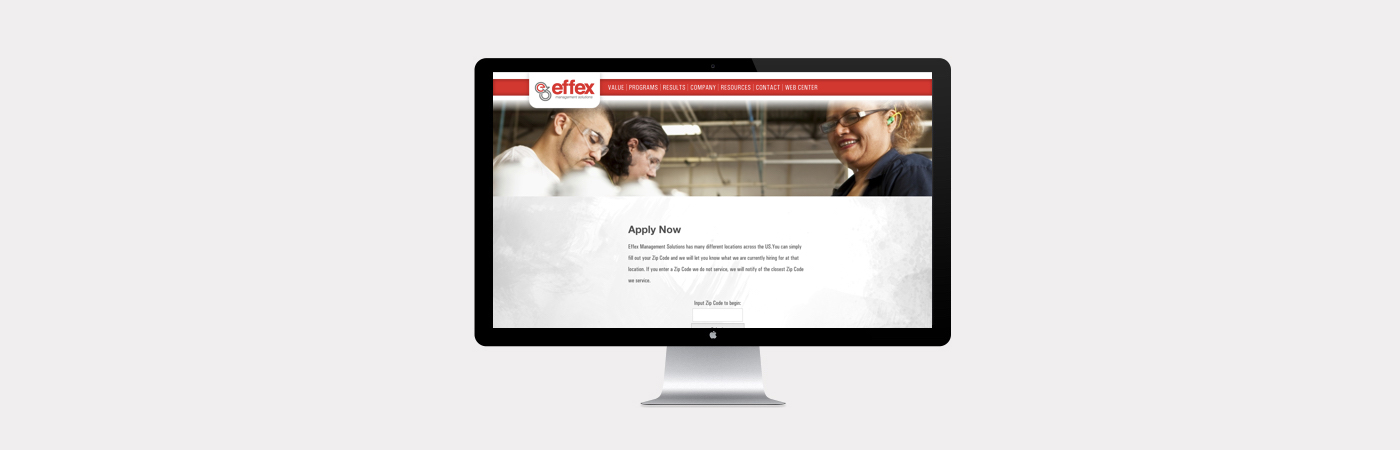 effex
management solutions
VALUE | PROGRAMS | RESULTS | COMPANY | RESOURCES | CONTACT | WEB CENTER
Apply Now
Effex Management Solutions has many different locations across the US.You can simply
fill out your Zip Code and we will let you know what we are currently hiring for at that
location. If you enter a Zip Code we do not service, we will notify of the closest Zip Code
we service.
Input Zip Code to begin: